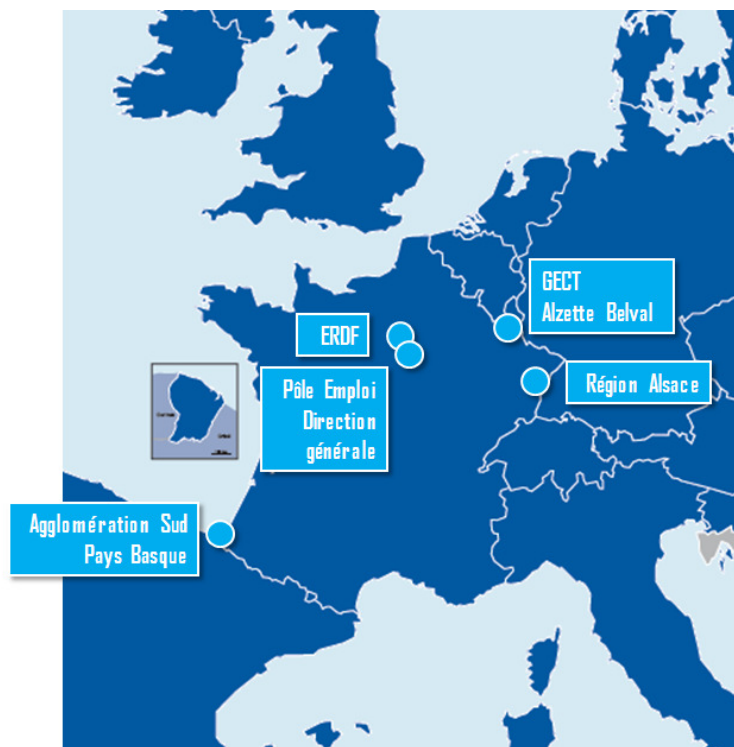 GECT
Alzette Belval
ERDF
Pôle Emploi
Direction
générale
Région Alsace
Agglomération Sud
Pays Basque